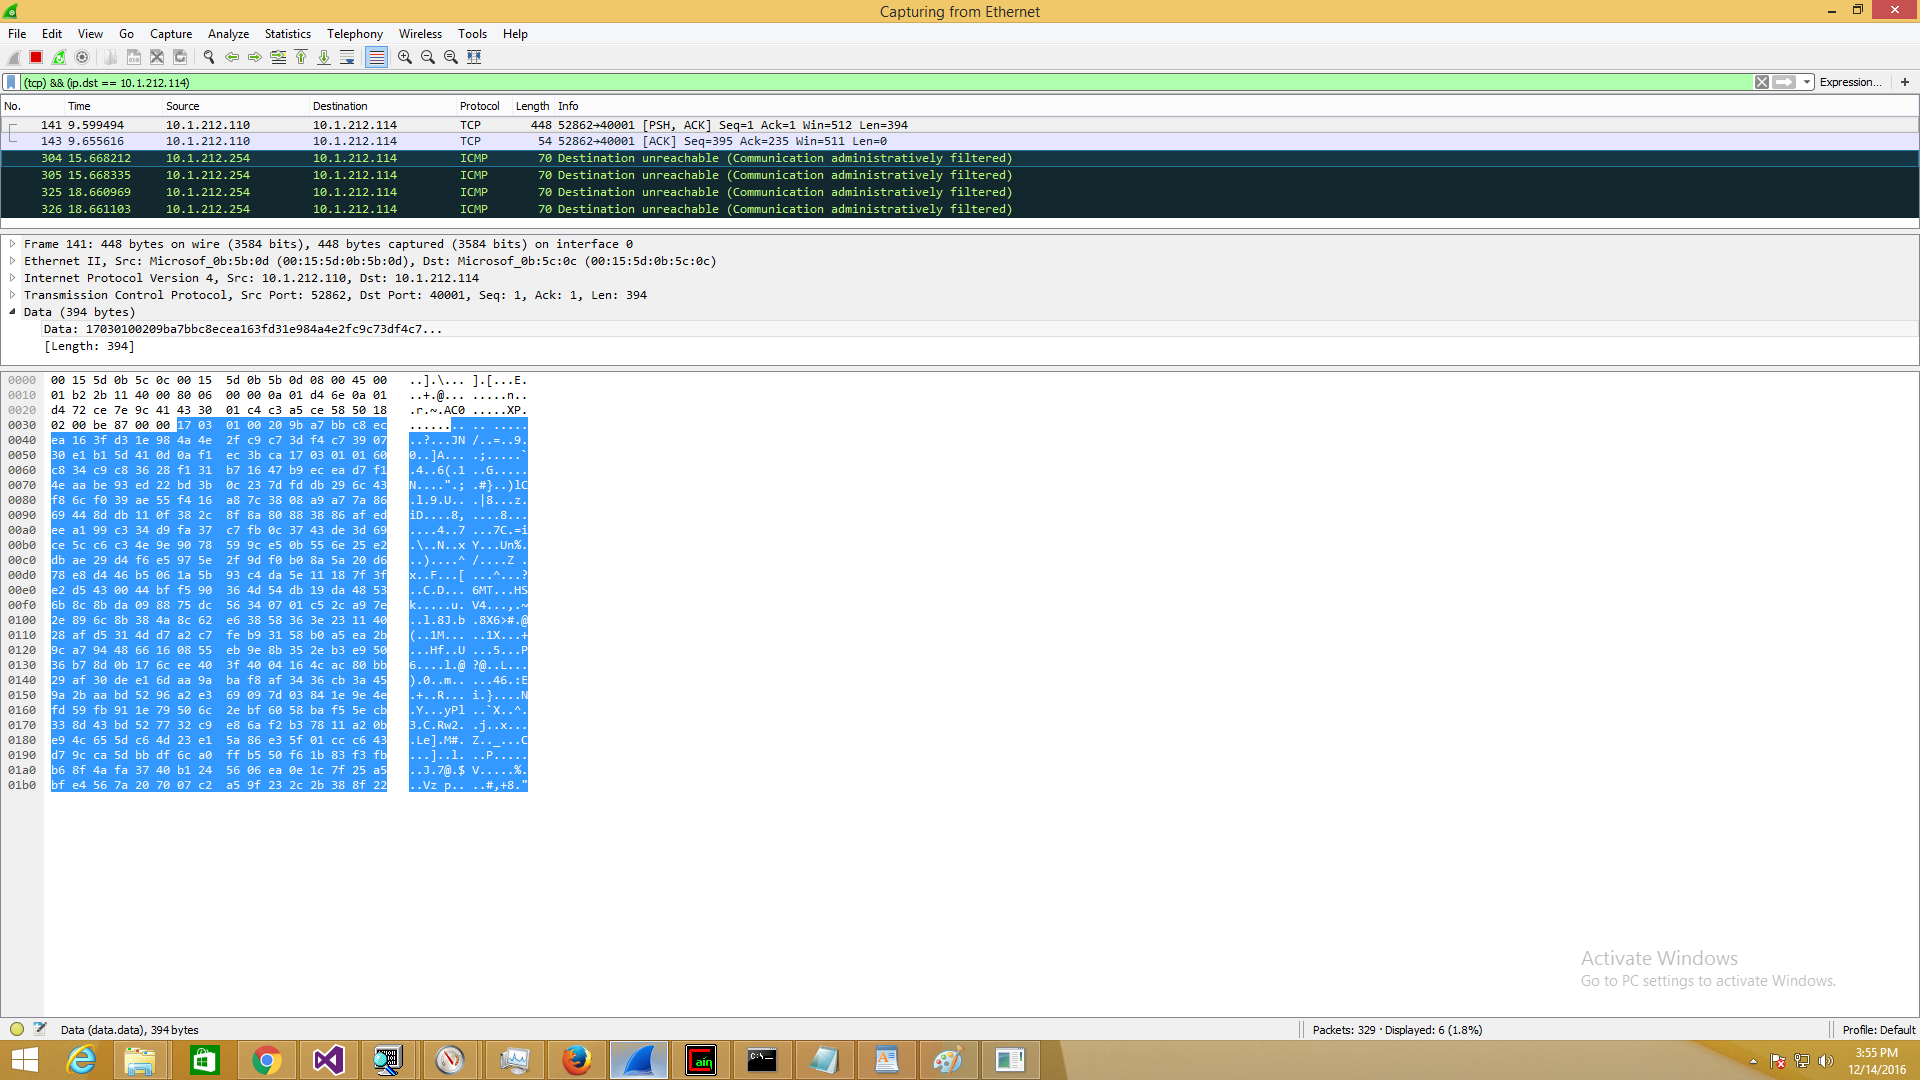 Capturing from Ethernet
File Edit View Go Capture Analyze Statistics Telephony Wireless Tools Help
(tcp) && (ip.dst == 10.1.212.114) Expression... +
No. Time Source Destination Protocol Length Info
141 9.599494 10.1.212.110 10.1.212.114 TCP 448 52862→40001 [PSH, ACK] Seq=1 Ack=1 Win=512 Len=394
143 9.655616 10.1.212.110 10.1.212.114 TCP 54 52862→40001 [ACK] Seq=395 Ack=235 Win=511 Len=0
304 15.668212 10.1.212.254 10.1.212.114 ICMP 70 Destination unreachable (Communication administratively filtered)
305 15.668335 10.1.212.254 10.1.212.114 ICMP 70 Destination unreachable (Communication administratively filtered)
325 18.660969 10.1.212.254 10.1.212.114 ICMP 70 Destination unreachable (Communication administratively filtered)
326 18.661103 10.1.212.254 10.1.212.114 ICMP 70 Destination unreachable (Communication administratively filtered)
Frame 141: 448 bytes on wire (3584 bits), 448 bytes captured (3584 bits) on interface 0
Ethernet II, Src: Microsof_0b:5b:0d (00:15:5d:0b:5b:0d), Dst: Microsof_0b:5c:0c (00:15:5d:0b:5c:0c)
Internet Protocol Version 4, Src: 10.1.212.110, Dst: 10.1.212.114
Transmission Control Protocol, Src Port: 52862, Dst Port: 40001, Seq: 1, Ack: 1, Len: 394
Data (394 bytes)
Data: 17030100209ba7bbc8ecea163fd31e984a4e2fc9c73df4c7...
[Length: 394]
0000 00 15 5d 0b 5c 0c 00 15 5d 0b 5b 0d 08 00 45 00 ..].\... ].[...E.
0010 01 b2 2b 11 40 00 80 06 00 00 0a 01 d4 6e 0a 01 ..+.@... .....n..
0020 d4 72 ce 7e 9c 41 43 30 01 c4 c3 a5 ce 58 50 18 .r.~.AC0 .....XP.
0030 02 00 be 87 00 00 17 03 01 00 20 9b a7 bb c8 ec ........ .. .....
0040 ea 16 3f d3 1e 98 4a 4e 2f c9 c7 3d f4 c7 39 07 ..?...JN /..=..9.
0050 30 e1 b1 5d 41 0d 0a f1 ec 3b ca 17 03 01 01 60 0..]A... .;.....`
0060 c8 34 c9 c8 36 28 f1 31 b7 16 47 b9 ec ea d7 f1 .4..6(.1 ..G.....
0070 4e aa be 93 ed 22 bd 3b 0c 23 7d fd db 29 6c 43 N....".; .#}..)lC
0080 f8 6c f0 39 ae 55 f4 16 a8 7c 38 08 a9 a7 7a 86 .l.9.U.. .|8...z.
0090 69 44 8d db 11 0f 38 2c 8f 8a 80 88 38 86 af ed iD....8, ....8...
00a0 ee a1 99 c3 34 d9 fa 37 c7 fb 0c 37 43 de 3d 69 ....4..7 ...7C.=i
00b0 ce 5c c6 c3 4e 9e 90 78 59 9c e5 0b 55 6e 25 e2 .\..N..x Y...Un%.
00c0 db ae 29 d4 f6 e5 97 5e 2f 9d f0 b0 8a 5a 20 d6 ..)....^ /....Z .
00d0 78 e8 d4 46 b5 06 1a 5b 93 c4 da 5e 11 18 7f 3f x..F...[ ...^...?
00e0 e2 d5 43 00 44 bf f5 90 36 4d 54 db 19 da 48 53 ..C.D... 6MT...HS
00f0 6b 8c 8b da 09 88 75 dc 56 34 07 01 c5 2c a9 7e k.....u. V4...,.~
0100 2e 89 6c 8b 38 4a 8c 62 e6 38 58 36 3e 23 11 40 ..l.8J.b .8X6>#.@
0110 28 af d5 31 4d d7 a2 c7 fe b9 31 58 b0 a5 ea 2b (..1M... ..1X...+
0120 9c a7 94 48 66 16 08 55 eb 9e 8b 35 2e b3 e9 50 ...Hf..U ...5...P
0130 36 b7 8d 0b 17 6c ee 40 3f 40 04 16 4c ac 80 bb 6....l.@ ?@..L...
0140 29 af 30 de e1 6d aa 9a ba f8 af 34 36 cb 3a 45 ).0..m.. ...46.:E
0150 9a 2b aa bd 52 96 a2 e3 69 09 7d 03 84 1e 9e 4e .+..R... i.}....N
0160 fd 59 fb 91 1e 79 50 6c 2e bf 60 58 ba f5 5e cb .Y...yPl ..`X..^.
0170 33 8d 43 bd 52 77 32 c9 e8 6a f2 b3 78 11 a2 0b 3.C.Rw2. .j..x...
0180 e9 4c 65 5d c6 4d 23 e1 5a 86 e3 5f 01 cc c6 43 .Le].M#. Z.._...C
0190 d7 9c ca 5d bb df 6c a0 ff b5 50 f6 1b 83 f3 fb ...]..l. ..P.....
01a0 b6 8f 4a fa 37 40 b1 24 56 06 ea 0e 1c 7f 25 a5 ..J.7@.$ V.....%.
01b0 bf e4 56 7a 20 70 07 c2 a5 9f 23 2c 2b 38 8f 22 ..Vz p.. ..#,+8."
Activate Windows
Go to PC settings to activate Windows.
Data (data.data), 394 bytes Packets: 329 · Displayed: 6 (1.8%) Profile: Default
3:55 PM
12/14/2016